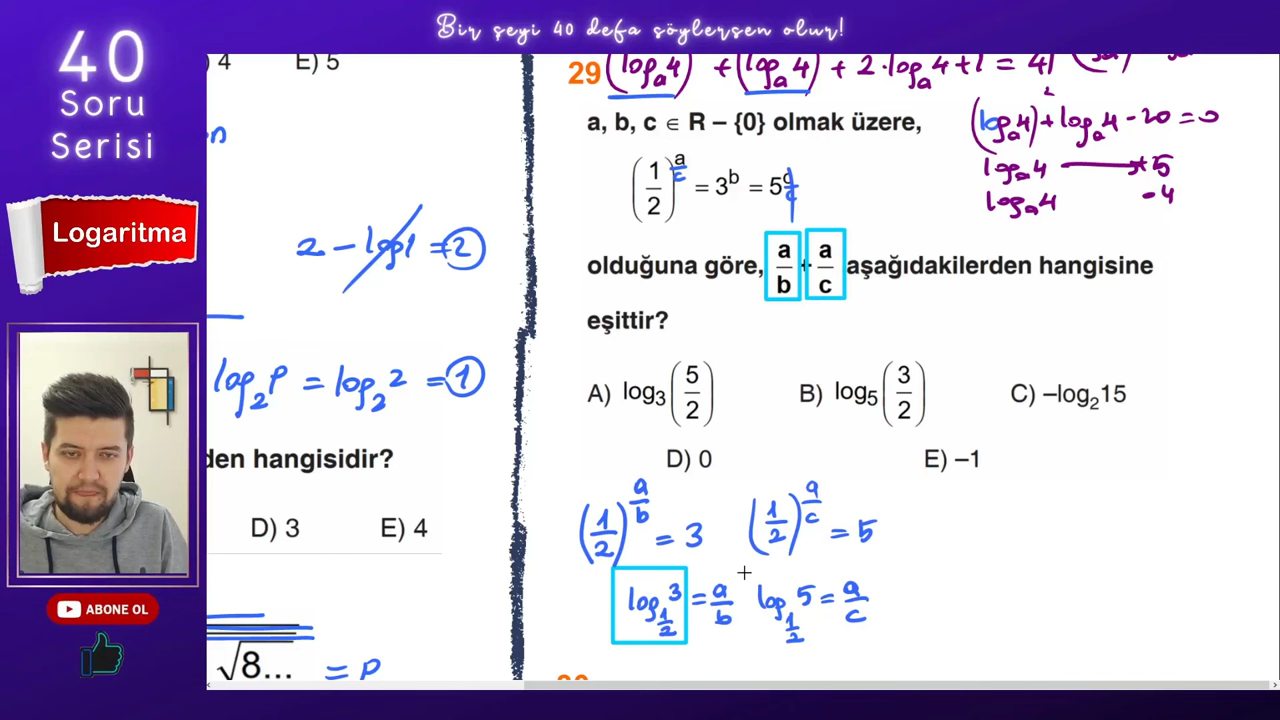 Bir şeyi 40 defa söylersen olur!
40
Soru
Serisi
Logaritma
ABONE OL
) 4 E) 5
2 - log1 = 2
log₂P = log₂2 = 1
den hangisidir?
D) 3 E) 4
√8... = P
29
(logₐ4) + (logₐ4) + 2·logₐ4 + 1 = 41
(logₐ4)² + logₐ4 - 20 = 0
logₐ4 5
logₐ4 -4
a, b, c ∈ R – {0} olmak üzere,
(1/2)^(a/c) = 3^b = 5^c
olduğuna göre, a/b + a/c aşağıdakilerden hangisine
eşittir?
A) log₃(5/2) B) log₅(3/2) C) –log₂15
D) 0 E) –1
(1/2)^(a/b) = 3 (1/2)^(a/c) = 5
log_(1/2) 3 = a/b log_(1/2) 5 = a/c